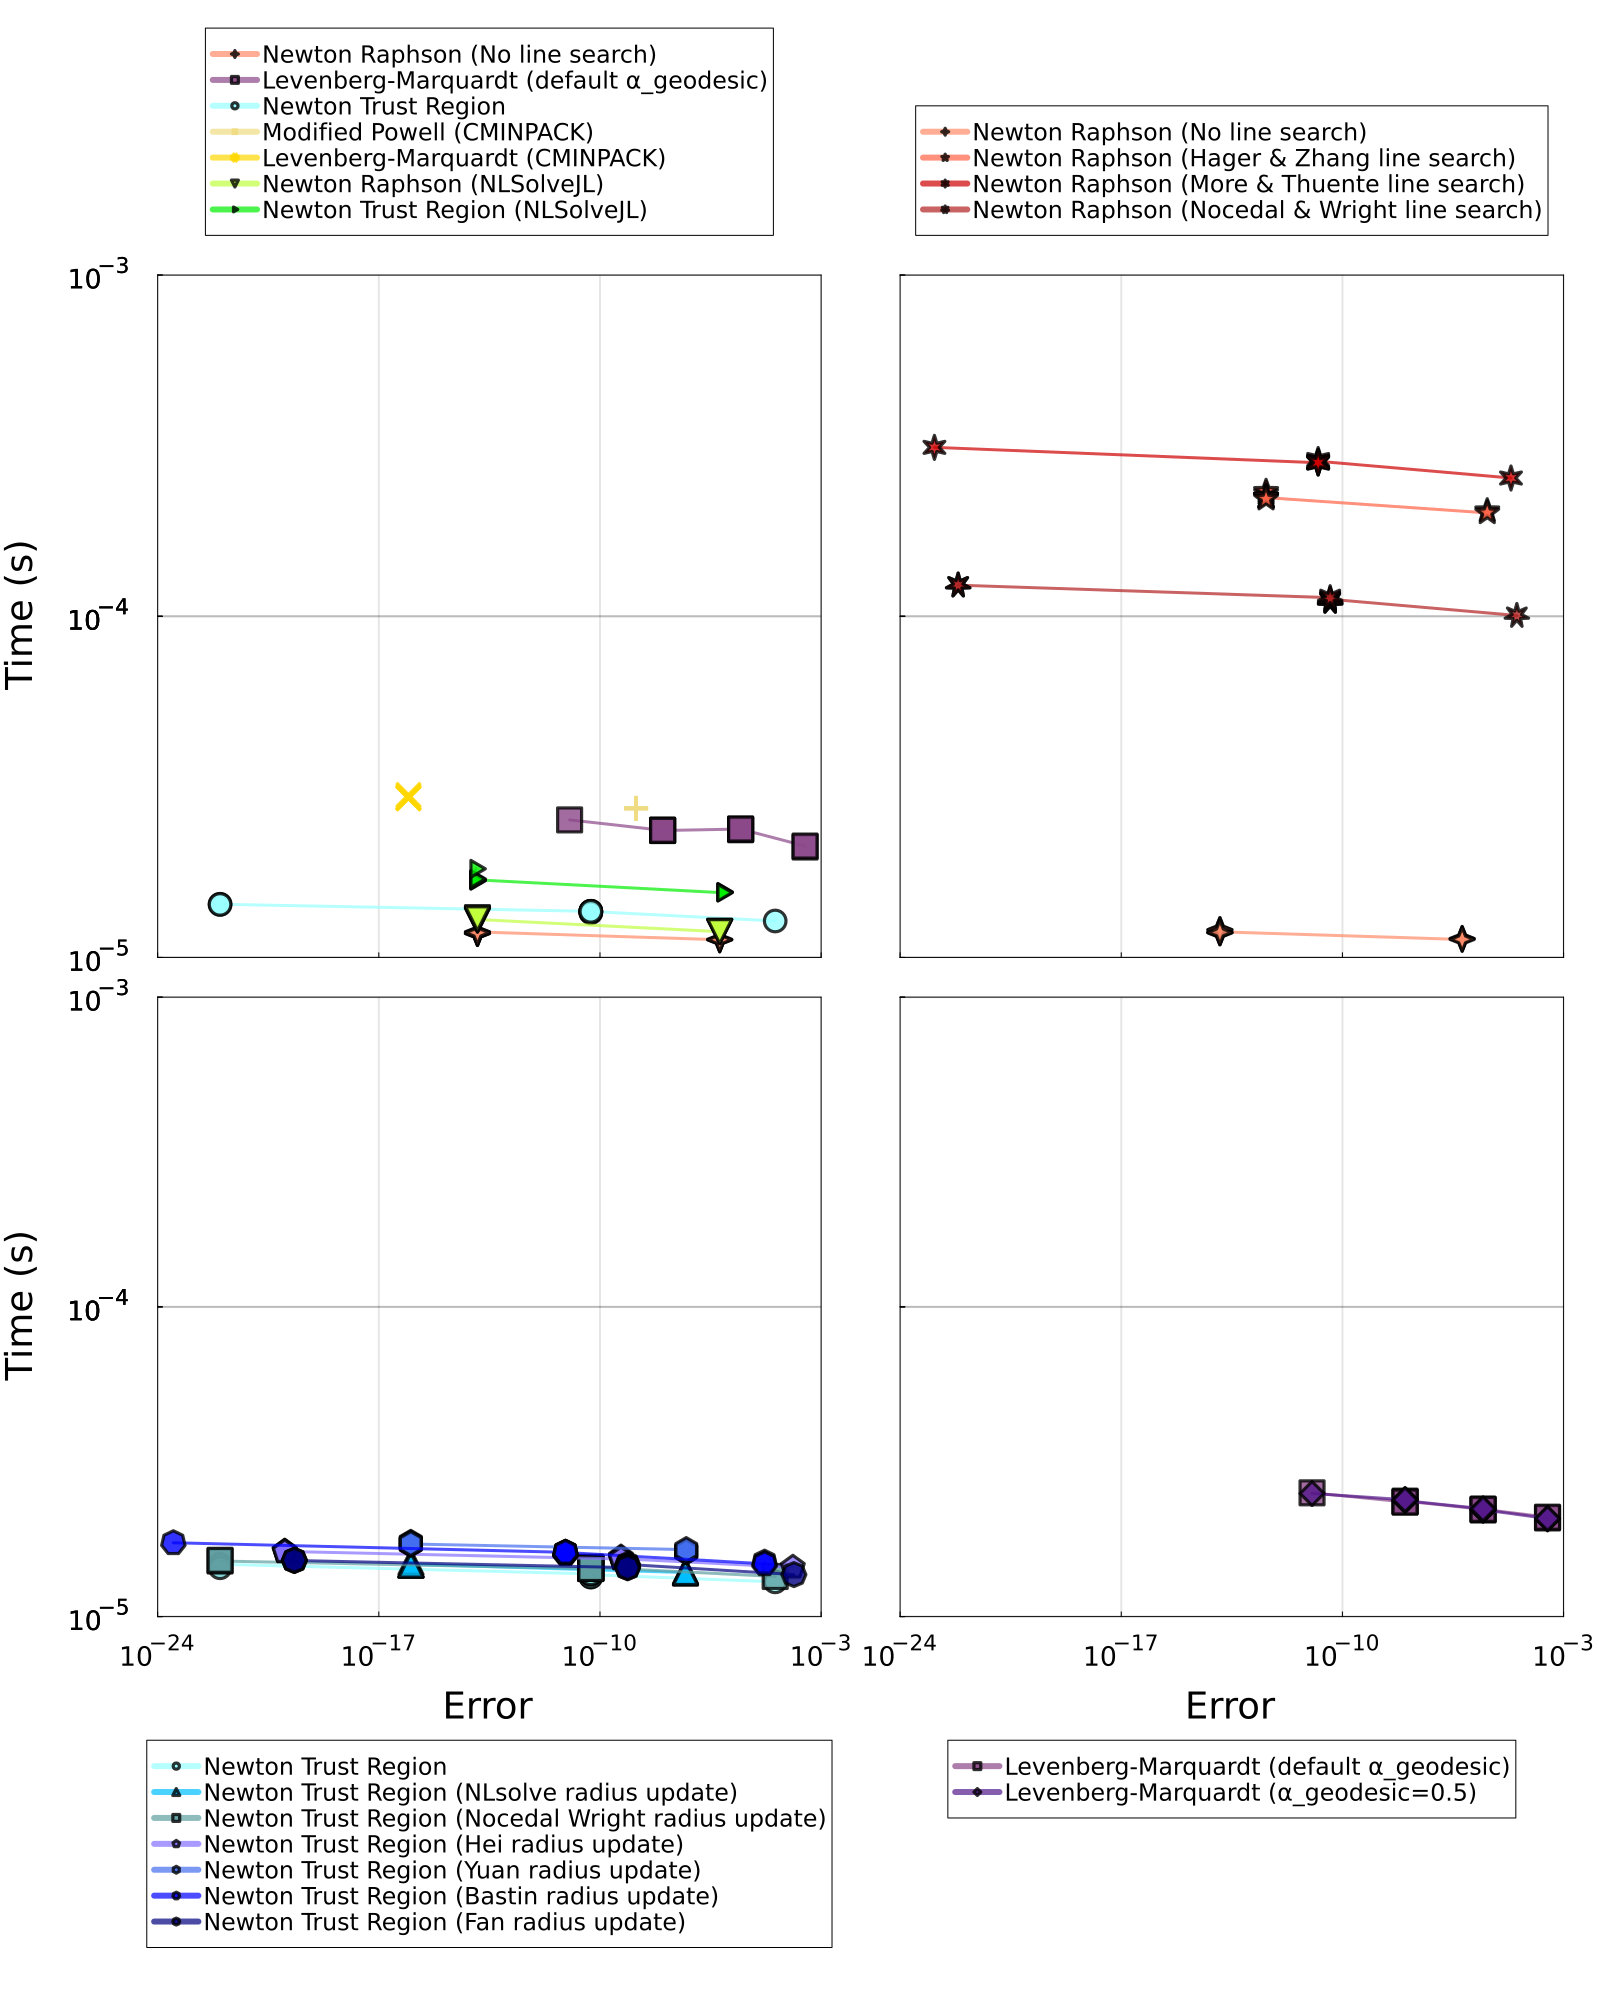 Newton Raphson (No line search)
Levenberg-Marquardt (default α_geodesic)
Newton Trust Region
Modified Powell (CMINPACK)
Levenberg-Marquardt (CMINPACK)
Newton Raphson (NLSolveJL)
Newton Trust Region (NLSolveJL)
Newton Raphson (No line search)
Newton Raphson (Hager & Zhang line search)
Newton Raphson (More & Thuente line search)
Newton Raphson (Nocedal & Wright line search)
10⁻³
10⁻⁴
10⁻⁵
Time (s)
10⁻³
10⁻⁴
10⁻⁵
Time (s)
10⁻²⁴ 10⁻¹⁷ 10⁻¹⁰ 10⁻³
Error
10⁻²⁴ 10⁻¹⁷ 10⁻¹⁰ 10⁻³
Error
Newton Trust Region
Newton Trust Region (NLsolve radius update)
Newton Trust Region (Nocedal Wright radius update)
Newton Trust Region (Hei radius update)
Newton Trust Region (Yuan radius update)
Newton Trust Region (Bastin radius update)
Newton Trust Region (Fan radius update)
Levenberg-Marquardt (default α_geodesic)
Levenberg-Marquardt (α_geodesic=0.5)